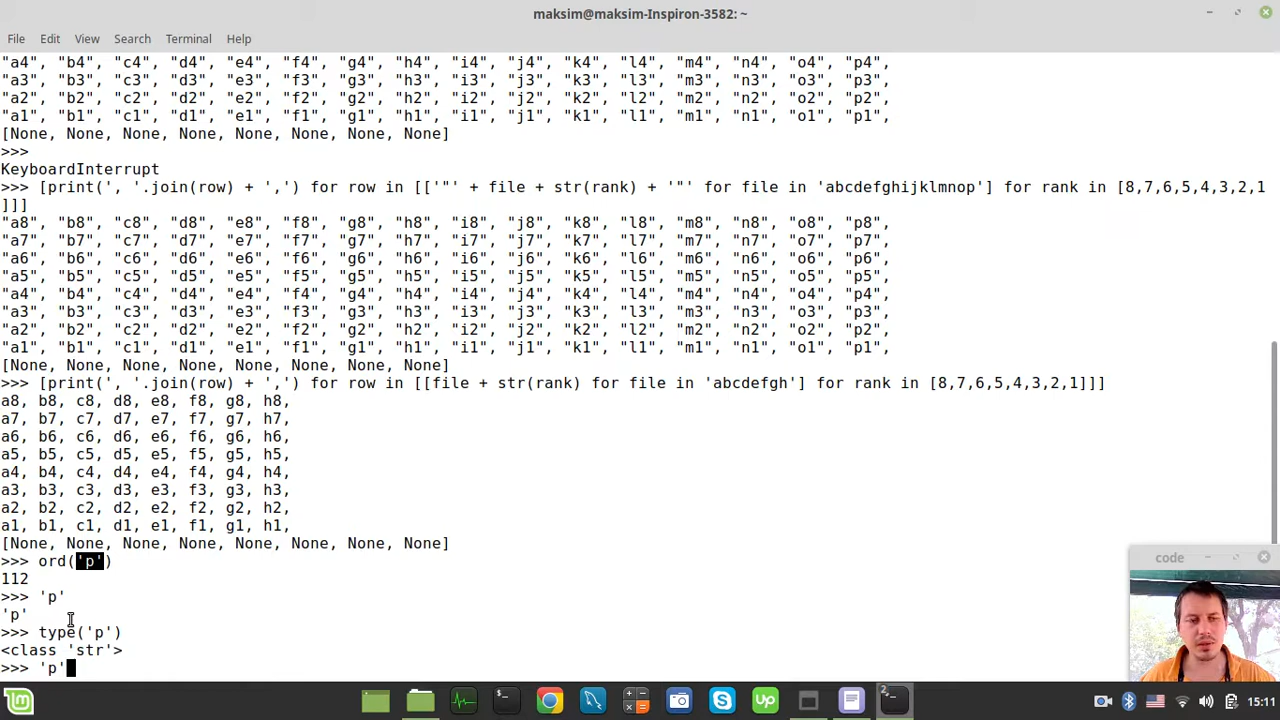 maksim@maksim-Inspiron-3582: ~
File Edit View Search Terminal Help
"a4", "b4", "c4", "d4", "e4", "f4", "g4", "h4", "i4", "j4", "k4", "l4", "m4", "n4", "o4", "p4",
"a3", "b3", "c3", "d3", "e3", "f3", "g3", "h3", "i3", "j3", "k3", "l3", "m3", "n3", "o3", "p3",
"a2", "b2", "c2", "d2", "e2", "f2", "g2", "h2", "i2", "j2", "k2", "l2", "m2", "n2", "o2", "p2",
"a1", "b1", "c1", "d1", "e1", "f1", "g1", "h1", "i1", "j1", "k1", "l1", "m1", "n1", "o1", "p1",
[None, None, None, None, None, None, None, None]
>>>
KeyboardInterrupt
>>> [print(', '.join(row) + ',') for row in [['"' + file + str(rank) + '"' for file in 'abcdefghijklmnop'] for rank in [8,7,6,5,4,3,2,1
]]]
"a8", "b8", "c8", "d8", "e8", "f8", "g8", "h8", "i8", "j8", "k8", "l8", "m8", "n8", "o8", "p8",
"a7", "b7", "c7", "d7", "e7", "f7", "g7", "h7", "i7", "j7", "k7", "l7", "m7", "n7", "o7", "p7",
"a6", "b6", "c6", "d6", "e6", "f6", "g6", "h6", "i6", "j6", "k6", "l6", "m6", "n6", "o6", "p6",
"a5", "b5", "c5", "d5", "e5", "f5", "g5", "h5", "i5", "j5", "k5", "l5", "m5", "n5", "o5", "p5",
"a4", "b4", "c4", "d4", "e4", "f4", "g4", "h4", "i4", "j4", "k4", "l4", "m4", "n4", "o4", "p4",
"a3", "b3", "c3", "d3", "e3", "f3", "g3", "h3", "i3", "j3", "k3", "l3", "m3", "n3", "o3", "p3",
"a2", "b2", "c2", "d2", "e2", "f2", "g2", "h2", "i2", "j2", "k2", "l2", "m2", "n2", "o2", "p2",
"a1", "b1", "c1", "d1", "e1", "f1", "g1", "h1", "i1", "j1", "k1", "l1", "m1", "n1", "o1", "p1",
[None, None, None, None, None, None, None, None]
>>> [print(', '.join(row) + ',') for row in [[file + str(rank) for file in 'abcdefgh'] for rank in [8,7,6,5,4,3,2,1]]]
a8, b8, c8, d8, e8, f8, g8, h8,
a7, b7, c7, d7, e7, f7, g7, h7,
a6, b6, c6, d6, e6, f6, g6, h6,
a5, b5, c5, d5, e5, f5, g5, h5,
a4, b4, c4, d4, e4, f4, g4, h4,
a3, b3, c3, d3, e3, f3, g3, h3,
a2, b2, c2, d2, e2, f2, g2, h2,
a1, b1, c1, d1, e1, f1, g1, h1,
[None, None, None, None, None, None, None, None]
>>> ord('p')
112
>>> 'p'
'p'
>>> type('p')
<class 'str'>
>>> 'p'
code
15:11